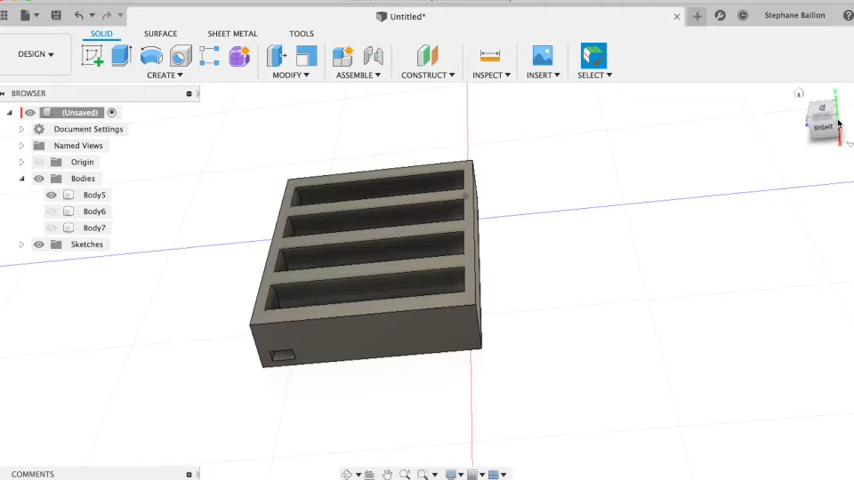 Untitled*
Stephane Baillon
DESIGN
SOLID SURFACE SHEET METAL TOOLS
CREATE MODIFY ASSEMBLE CONSTRUCT INSPECT INSERT SELECT
BROWSER
(Unsaved)
Document Settings
Named Views
Origin
Bodies
Body5
Body6
Body7
Sketches
RIGHT
COMMENTS